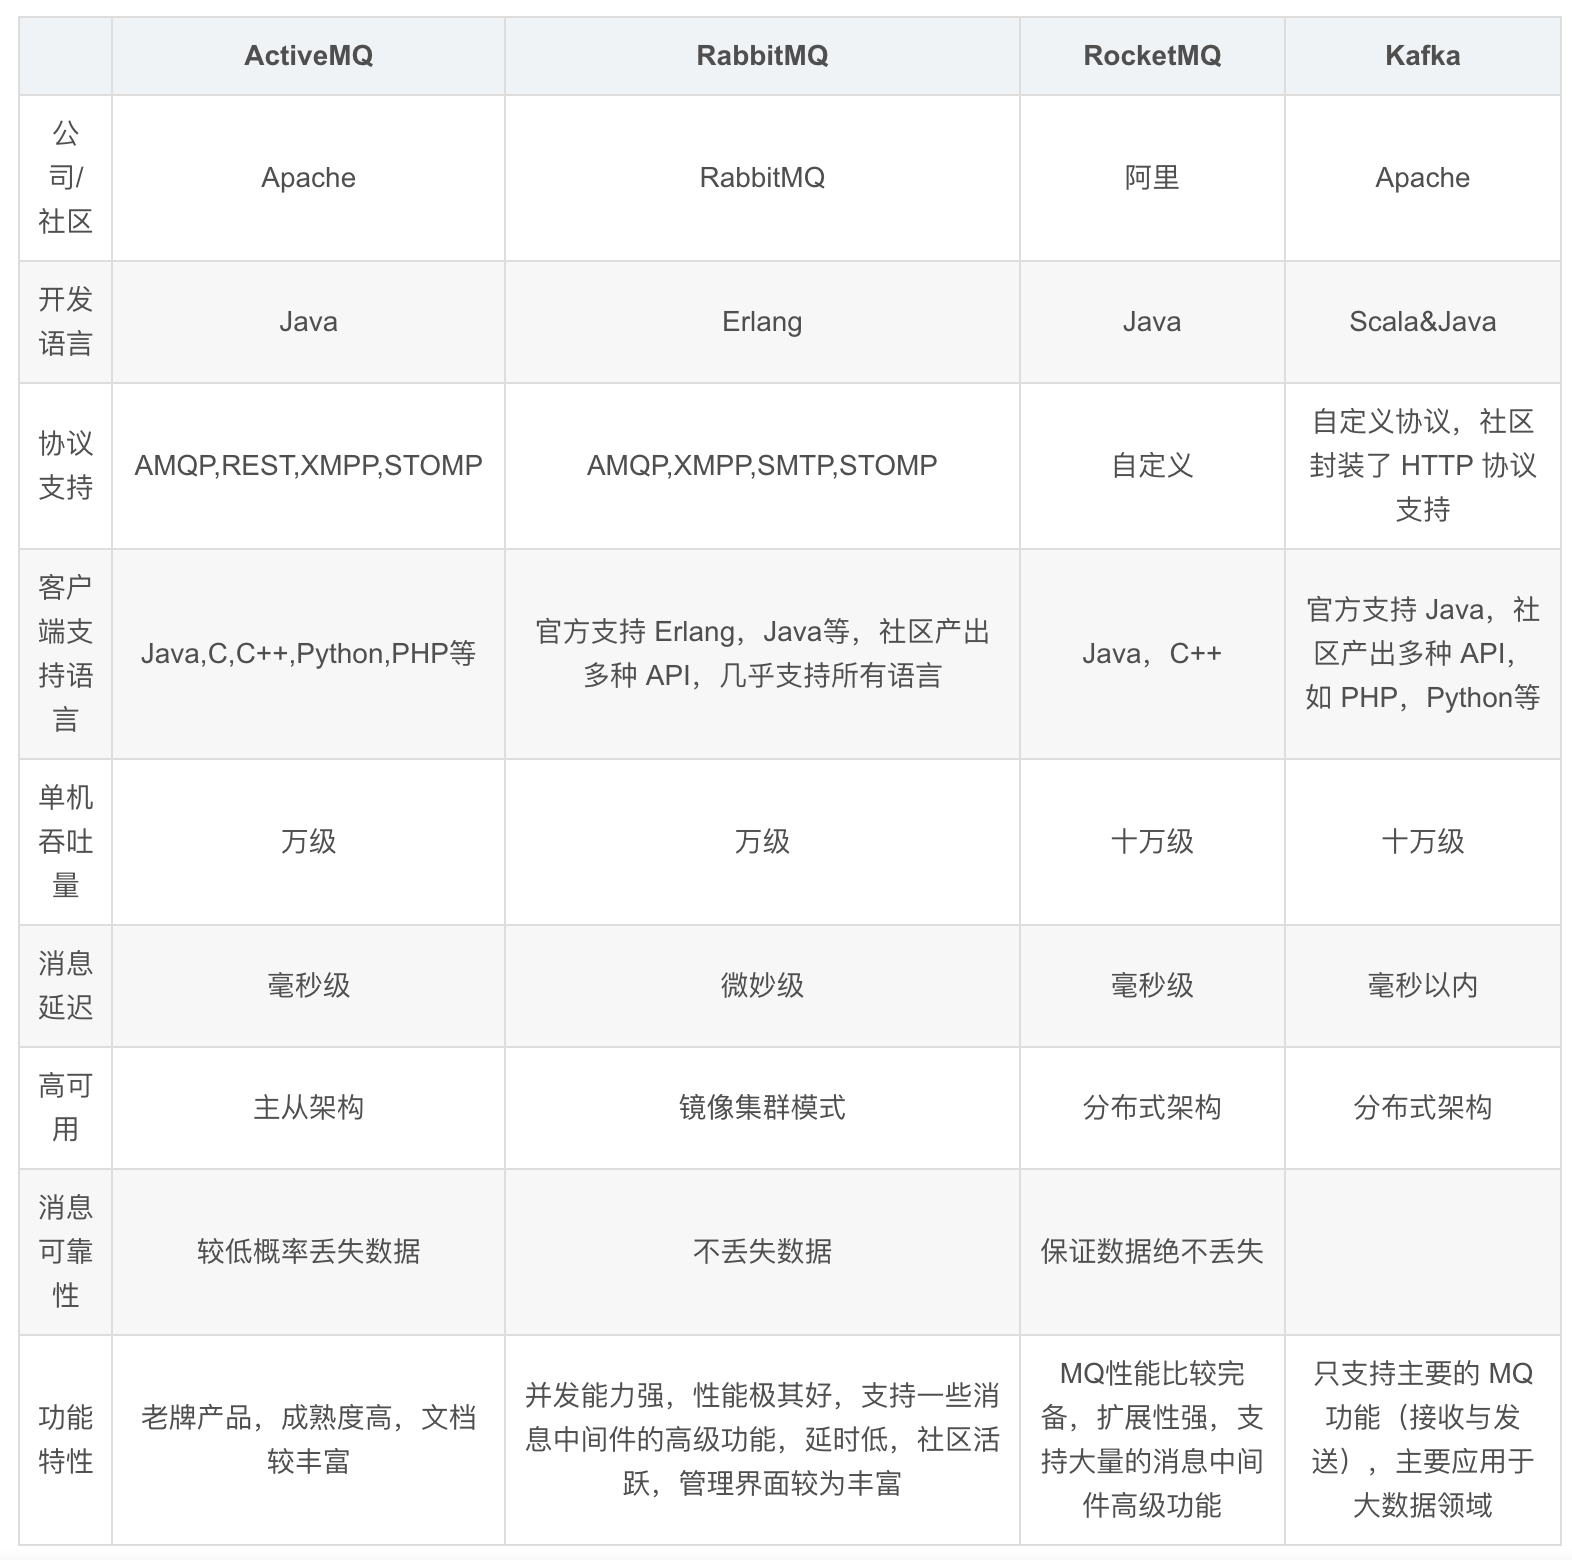 ActiveMQ
RabbitMQ
RocketMQ
Kafka
公
司/
社区
Apache
RabbitMQ
阿里
Apache
开发
语言
Java
Erlang
Java
Scala&Java
协议
支持
AMQP,REST,XMPP,STOMP
AMQP,XMPP,SMTP,STOMP
自定义
自定义协议，社区
封装了 HTTP 协议
支持
客户
端支
持语
言
Java,C,C++,Python,PHP等
官方支持 Erlang，Java等，社区产出
多种 API，几乎支持所有语言
Java，C++
官方支持 Java，社
区产出多种 API，
如 PHP，Python等
单机
吞吐
量
万级
万级
十万级
十万级
消息
延迟
毫秒级
微妙级
毫秒级
毫秒以内
高可
用
主从架构
镜像集群模式
分布式架构
分布式架构
消息
可靠
性
较低概率丢失数据
不丢失数据
保证数据绝不丢失
功能
特性
老牌产品，成熟度高，文档
较丰富
并发能力强，性能极其好，支持一些消
息中间件的高级功能，延时低，社区活
跃，管理界面较为丰富
MQ性能比较完
备，扩展性强，支
持大量的消息中间
件高级功能
只支持主要的 MQ
功能（接收与发
送），主要应用于
大数据领域